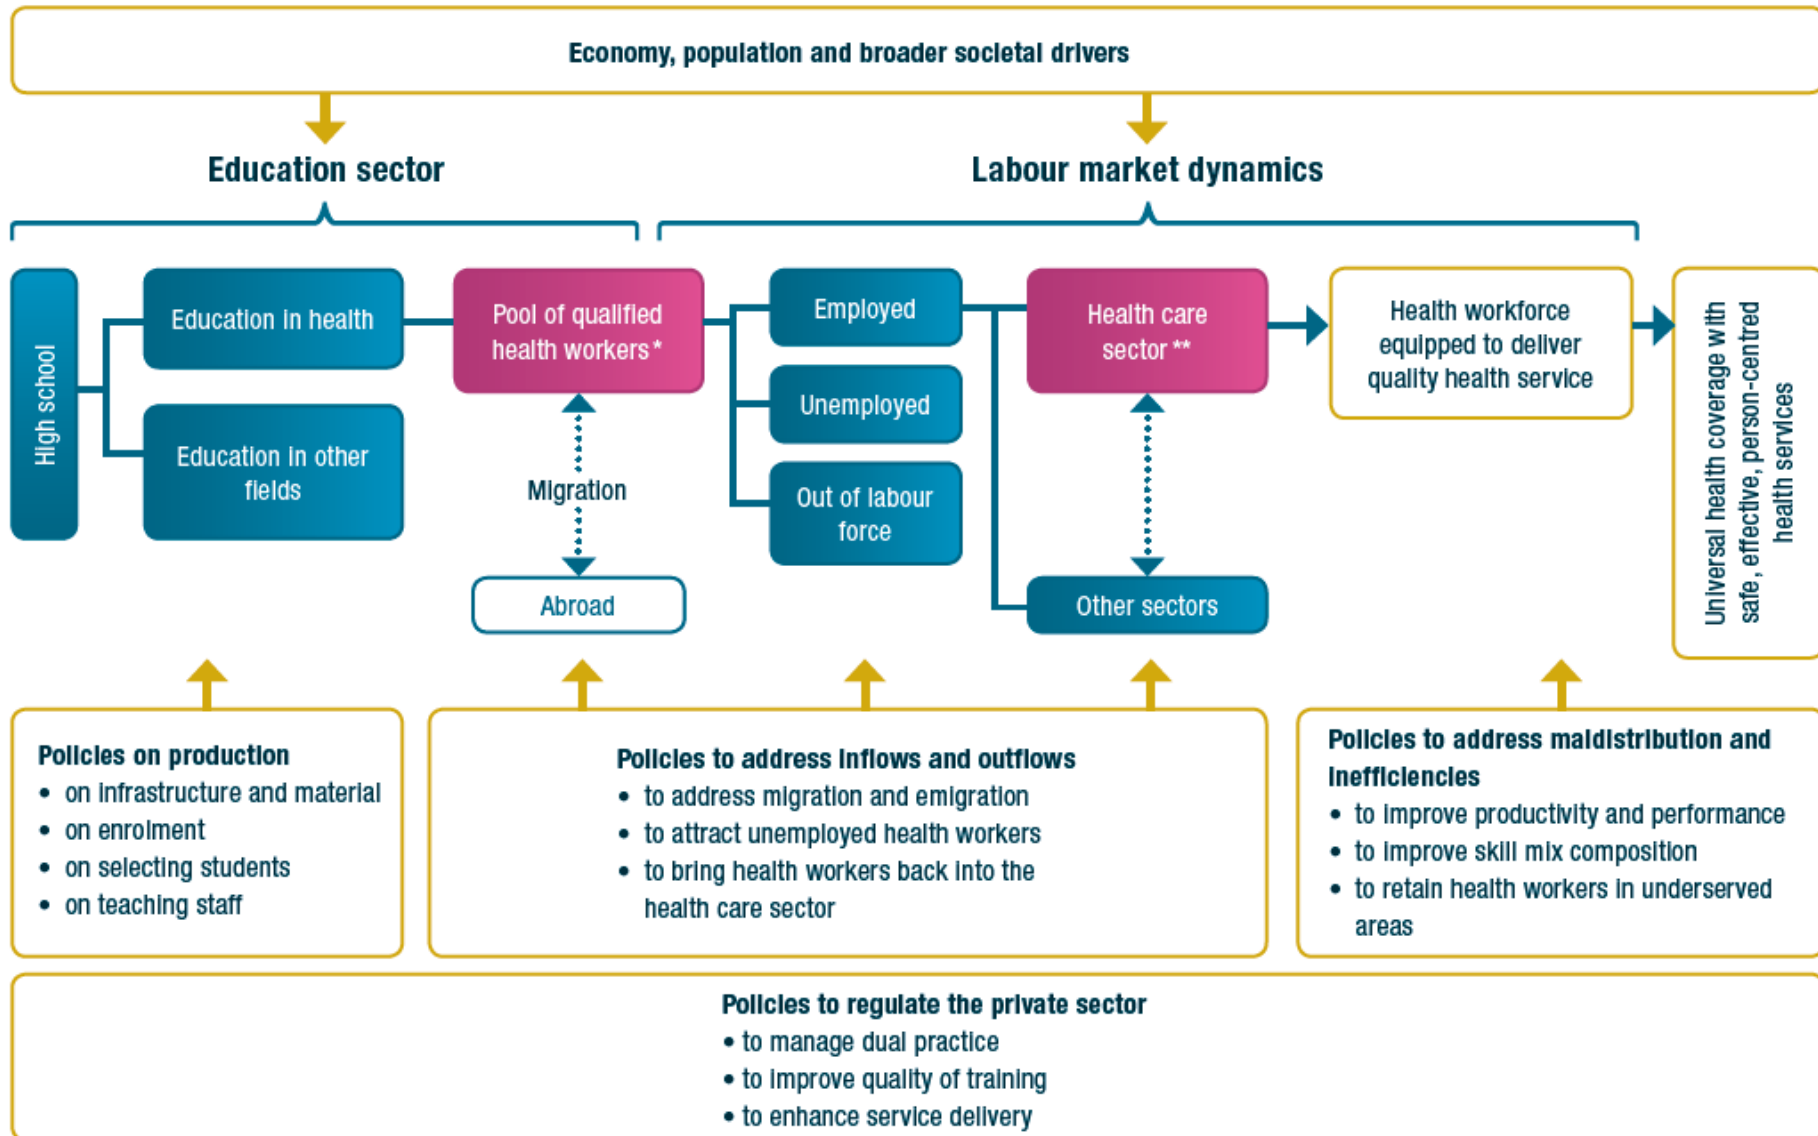 Economy, population and broader societal drivers
Education sector
Labour market dynamics
High school
Education in health
Education in other
fields
Pool of qualified
health workers*
Migration
Abroad
Employed
Unemployed
Out of labour
force
Health care
sector**
Other sectors
Health workforce
equipped to deliver
quality health service
Universal health coverage with
safe, effective, person-centred
health services
Policies on production
• on infrastructure and material
• on enrolment
• on selecting students
• on teaching staff
Policies to address inflows and outflows
• to address migration and emigration
• to attract unemployed health workers
• to bring health workers back into the
health care sector
Policies to address maldistribution and
inefficiencies
• to improve productivity and performance
• to improve skill mix composition
• to retain health workers in underserved
areas
Policies to regulate the private sector
• to manage dual practice
• to improve quality of training
• to enhance service delivery